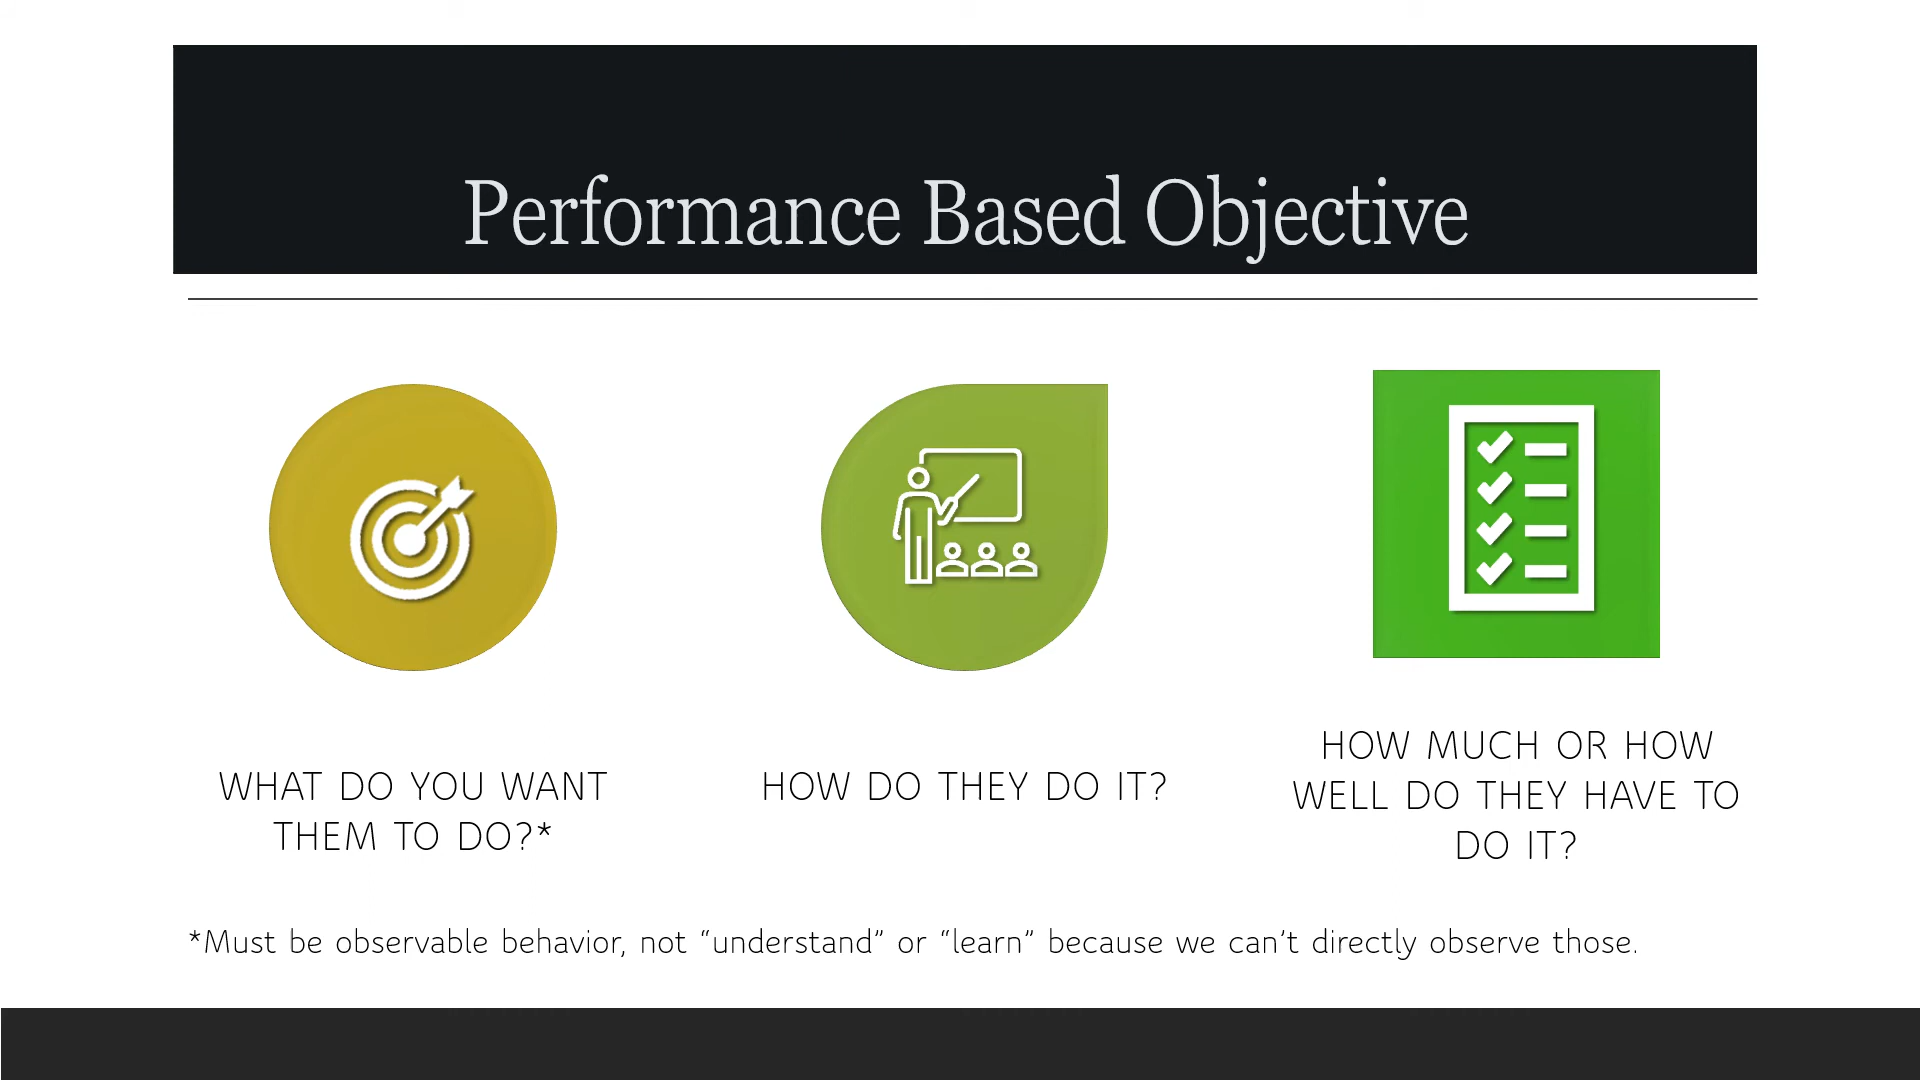 Performance Based Objective
WHAT DO YOU WANT
THEM TO DO?*
HOW DO THEY DO IT?
HOW MUCH OR HOW
WELL DO THEY HAVE TO
DO IT?
*Must be observable behavior, not “understand” or “learn” because we can’t directly observe those.